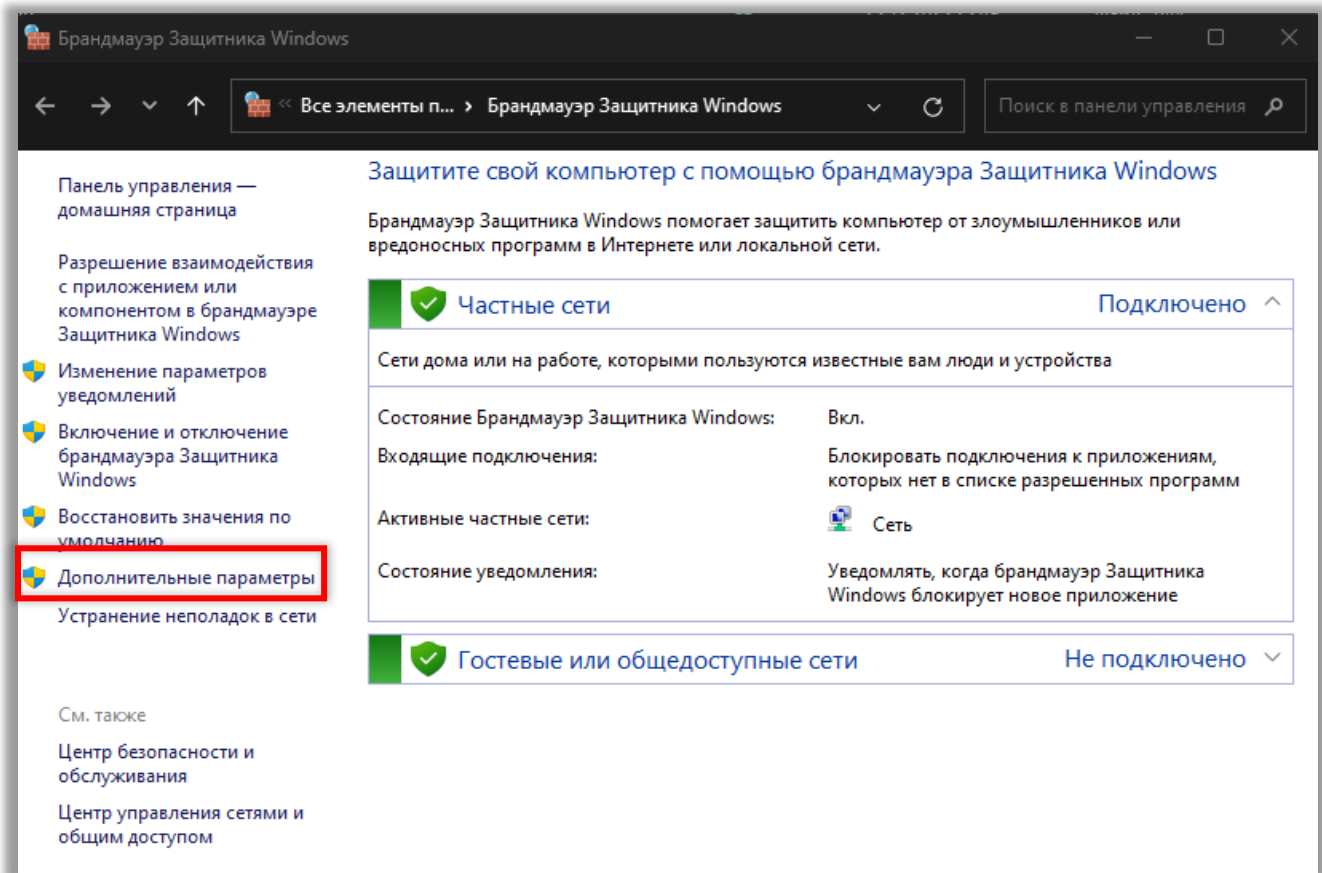 Брандмауэр Защитника Windows
« Все элементы п... › Брандмауэр Защитника Windows
Поиск в панели управления
Панель управления —
домашняя страница
Разрешение взаимодействия
с приложением или
компонентом в брандмауэре
Защитника Windows
Изменение параметров
уведомлений
Включение и отключение
брандмауэра Защитника
Windows
Восстановить значения по
умолчанию
Дополнительные параметры
Устранение неполадок в сети
См. также
Центр безопасности и
обслуживания
Центр управления сетями и
общим доступом
Защитите свой компьютер с помощью брандмауэра Защитника Windows
Брандмауэр Защитника Windows помогает защитить компьютер от злоумышленников или
вредоносных программ в Интернете или локальной сети.
Частные сети Подключено
Сети дома или на работе, которыми пользуются известные вам люди и устройства
Состояние Брандмауэр Защитника Windows: Вкл.
Входящие подключения: Блокировать подключения к приложениям,
которых нет в списке разрешенных программ
Активные частные сети: Сеть
Состояние уведомления: Уведомлять, когда брандмауэр Защитника
Windows блокирует новое приложение
Гостевые или общедоступные сети Не подключено